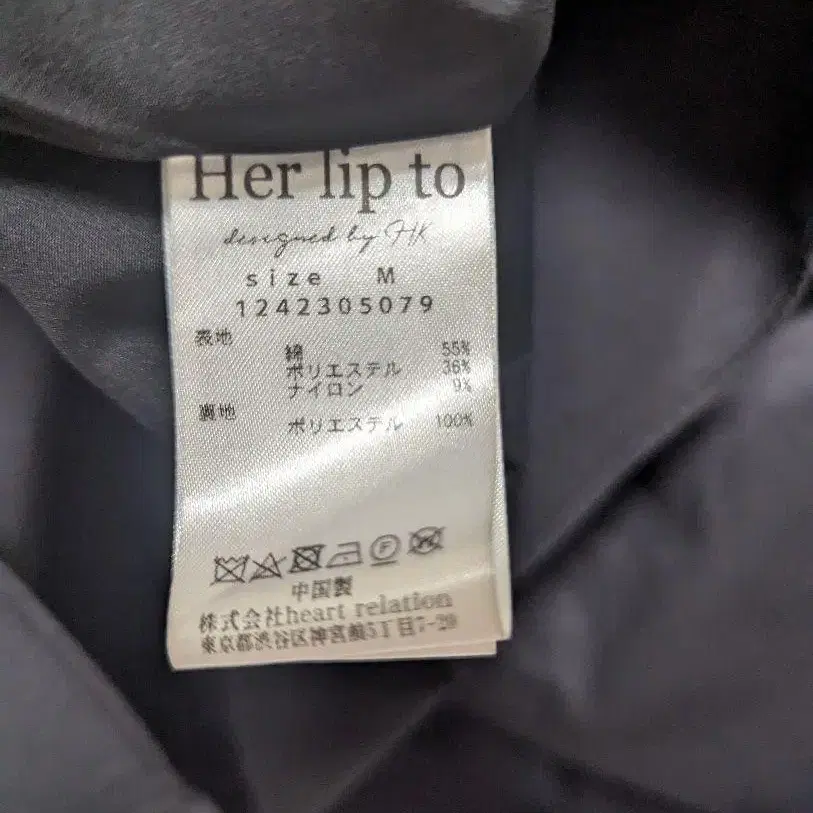 Her lip to
designed by HK
size M
1242305079
表地
綿 55%
ポリエステル 36%
ナイロン 9%
裏地
ポリエステル 100%
中国製
株式会社heart relation
東京都渋谷区神宮前5丁目7-20